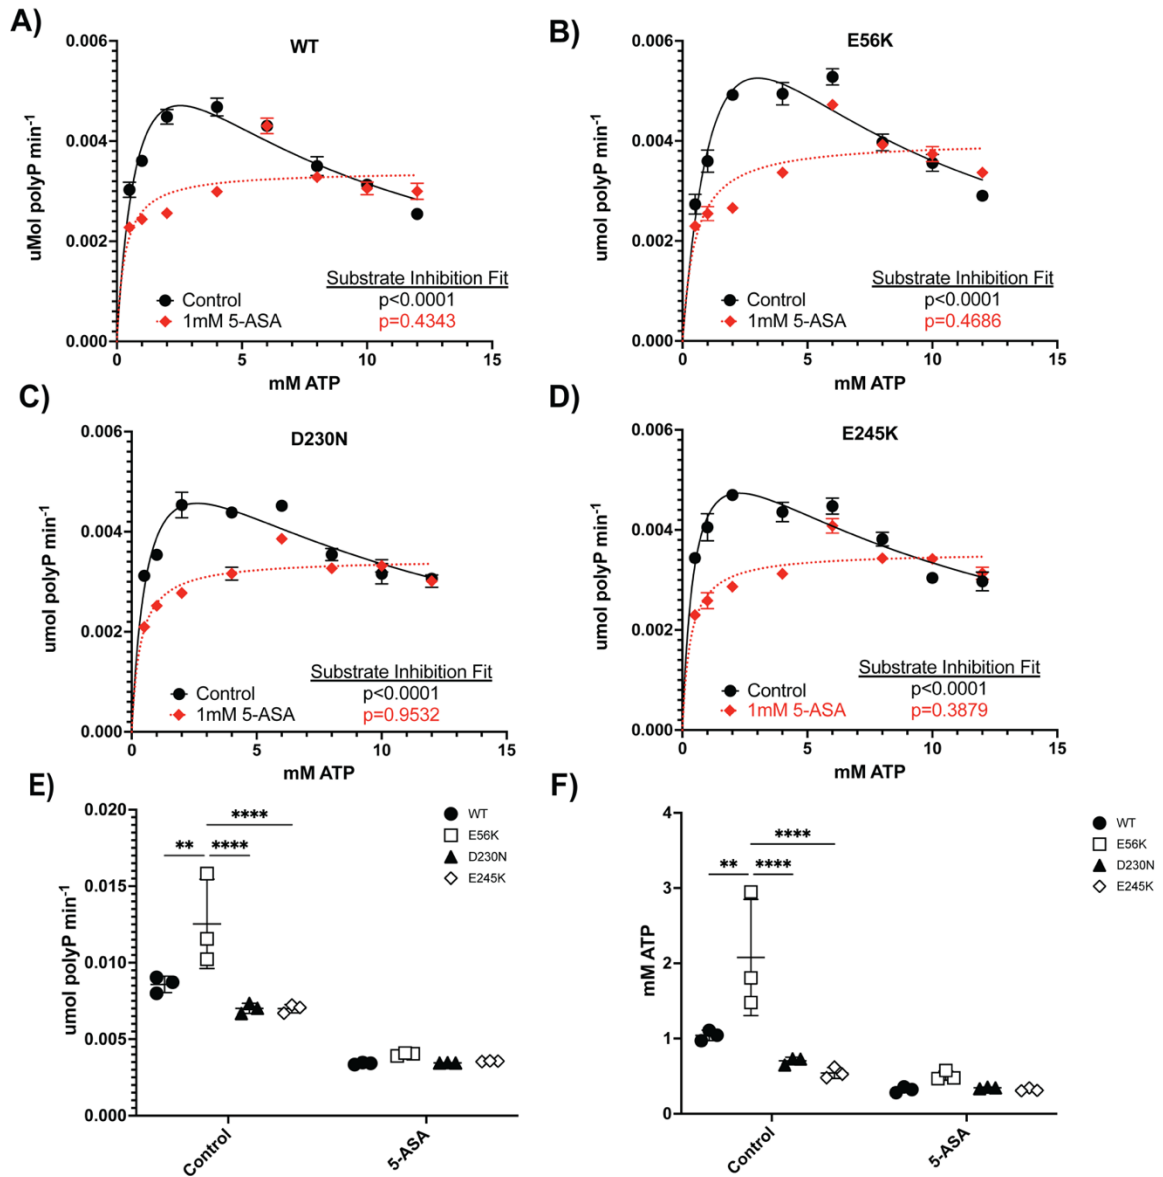 A)
WT
0.006
0.004
0.002
0.000
uMol polyP min-1
0
5
10
15
mM ATP
Control
1mM 5-ASA
Substrate Inhibition Fit
p<0.0001
p=0.4343
B)
E56K
0.006
0.004
0.002
0.000
umol polyP min-1
0
5
10
15
mM ATP
Control
1mM 5-ASA
Substrate Inhibition Fit
p<0.0001
p=0.4686
C)
D230N
0.006
0.004
0.002
0.000
umol polyP min-1
0
5
10
15
mM ATP
Control
1mM 5-ASA
Substrate Inhibition Fit
p<0.0001
p=0.9532
D)
E245K
0.006
0.004
0.002
0.000
umol polyP min-1
0
5
10
15
mM ATP
Control
1mM 5-ASA
Substrate Inhibition Fit
p<0.0001
p=0.3879
E)
0.020
0.015
0.010
0.005
0.000
umol polyP min-1
****
** ****
WT
E56K
D230N
E245K
Control
5-ASA
F)
4
3
2
1
0
mM ATP
****
** ****
WT
E56K
D230N
E245K
Control
5-ASA